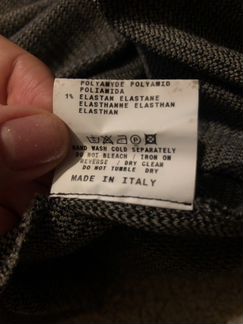 POLYAMYDE POLYAMID
POLIAMIDA
1% ELASTAN ELASTANE
ELASTHANNE ELASTHAN
ELASTHAN
HAND WASH COLD SEPARATELY
DO NOT BLEACH / IRON ON
REVERSE / DRY CLEAN
DO NOT TUMBLE DRY
MADE IN ITALY